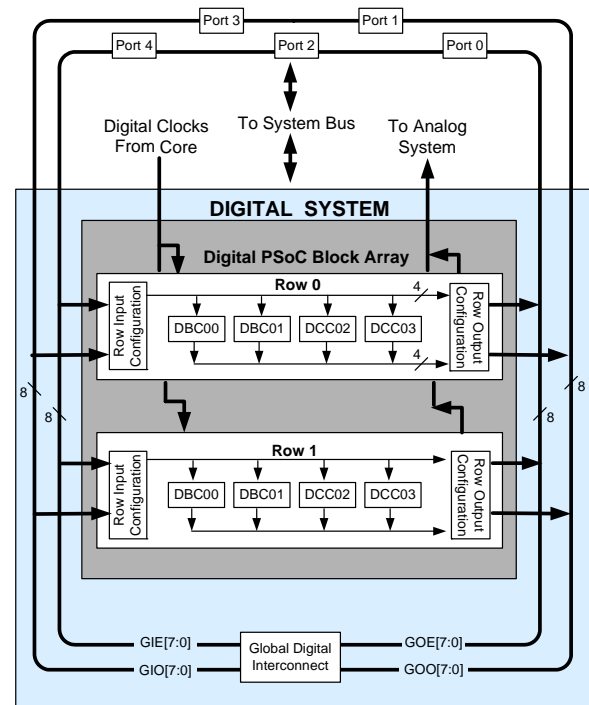 Port 3
Port 1
Port 4
Port 2
Port 0
Digital Clocks
From Core
To System Bus
To Analog
System
DIGITAL SYSTEM
Digital PSoC Block Array
Row 0
4
Row Input
Configuration
DBC00
DBC01
DCC02
DCC03
4
Row Output
Configuration
8
8
8
8
Row 1
Row Input
Configuration
DBC00
DBC01
DCC02
DCC03
Row Output
Configuration
GIE[7:0]
GIO[7:0]
Global Digital
Interconnect
GOE[7:0]
GOO[7:0]